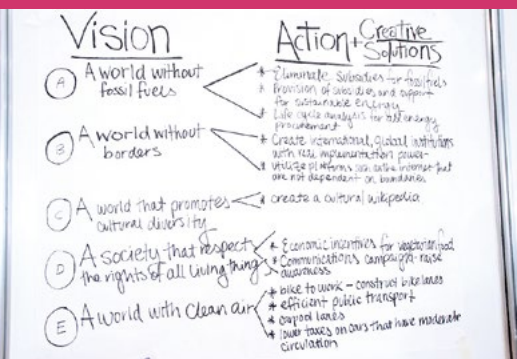 Vision
Action + Creative Solutions
A A world without
fossil fuels
* Eliminate subsidies for fossil fuels
* Provision of subsidies and support
for sustainable energy
* Life cycle analysis for all energy
procurement
B A world without
borders
* Create international, global institutions
with real implementation power
* utilize platforms such as the internet that
are not dependent on boundaries
C A world that promotes
cultural diversity
* create a cultural wikipedia
D A society that respect
the rights of all living things
* Economic incentives for vegetarian food
* Communications campaigns - raise
awareness
E A world with clean air
* bike to work - construct bike lanes
* efficient public transport
* carpool lanes
* lower taxes on cars that have moderate
circulation